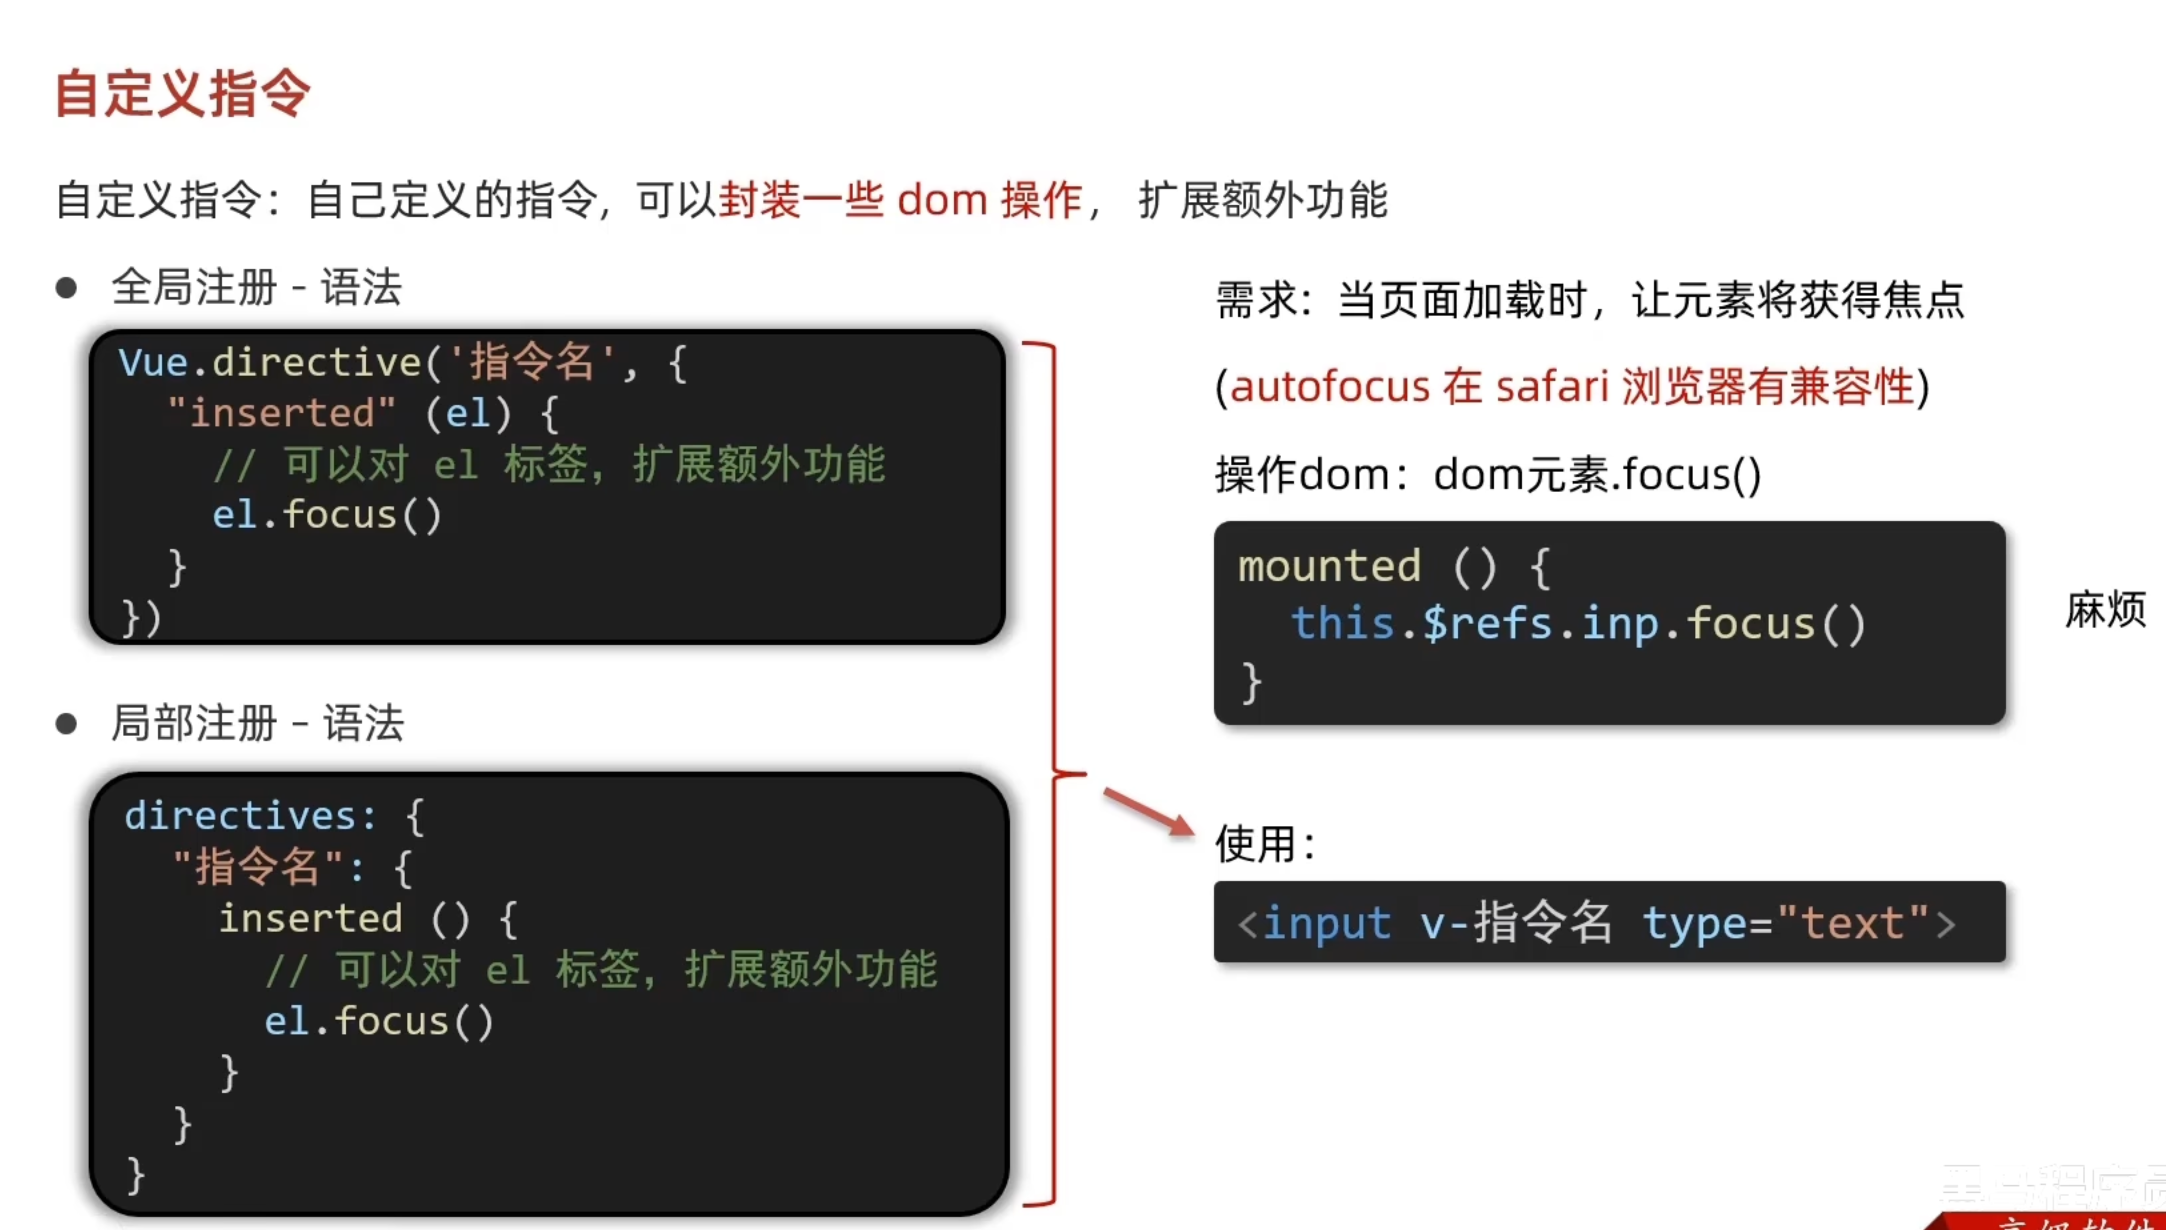 自定义指令
自定义指令：自己定义的指令，可以封装一些 dom 操作， 扩展额外功能
● 全局注册 - 语法
Vue.directive('指令名', {
"inserted" (el) {
// 可以对 el 标签，扩展额外功能
el.focus()
}
})
● 局部注册 - 语法
directives: {
"指令名": {
inserted () {
// 可以对 el 标签，扩展额外功能
el.focus()
}
}
}
需求：当页面加载时，让元素将获得焦点
(autofocus 在 safari 浏览器有兼容性)
操作dom：dom元素.focus()
mounted () {
this.$refs.inp.focus()
}
麻烦
使用：
<input v-指令名 type="text">